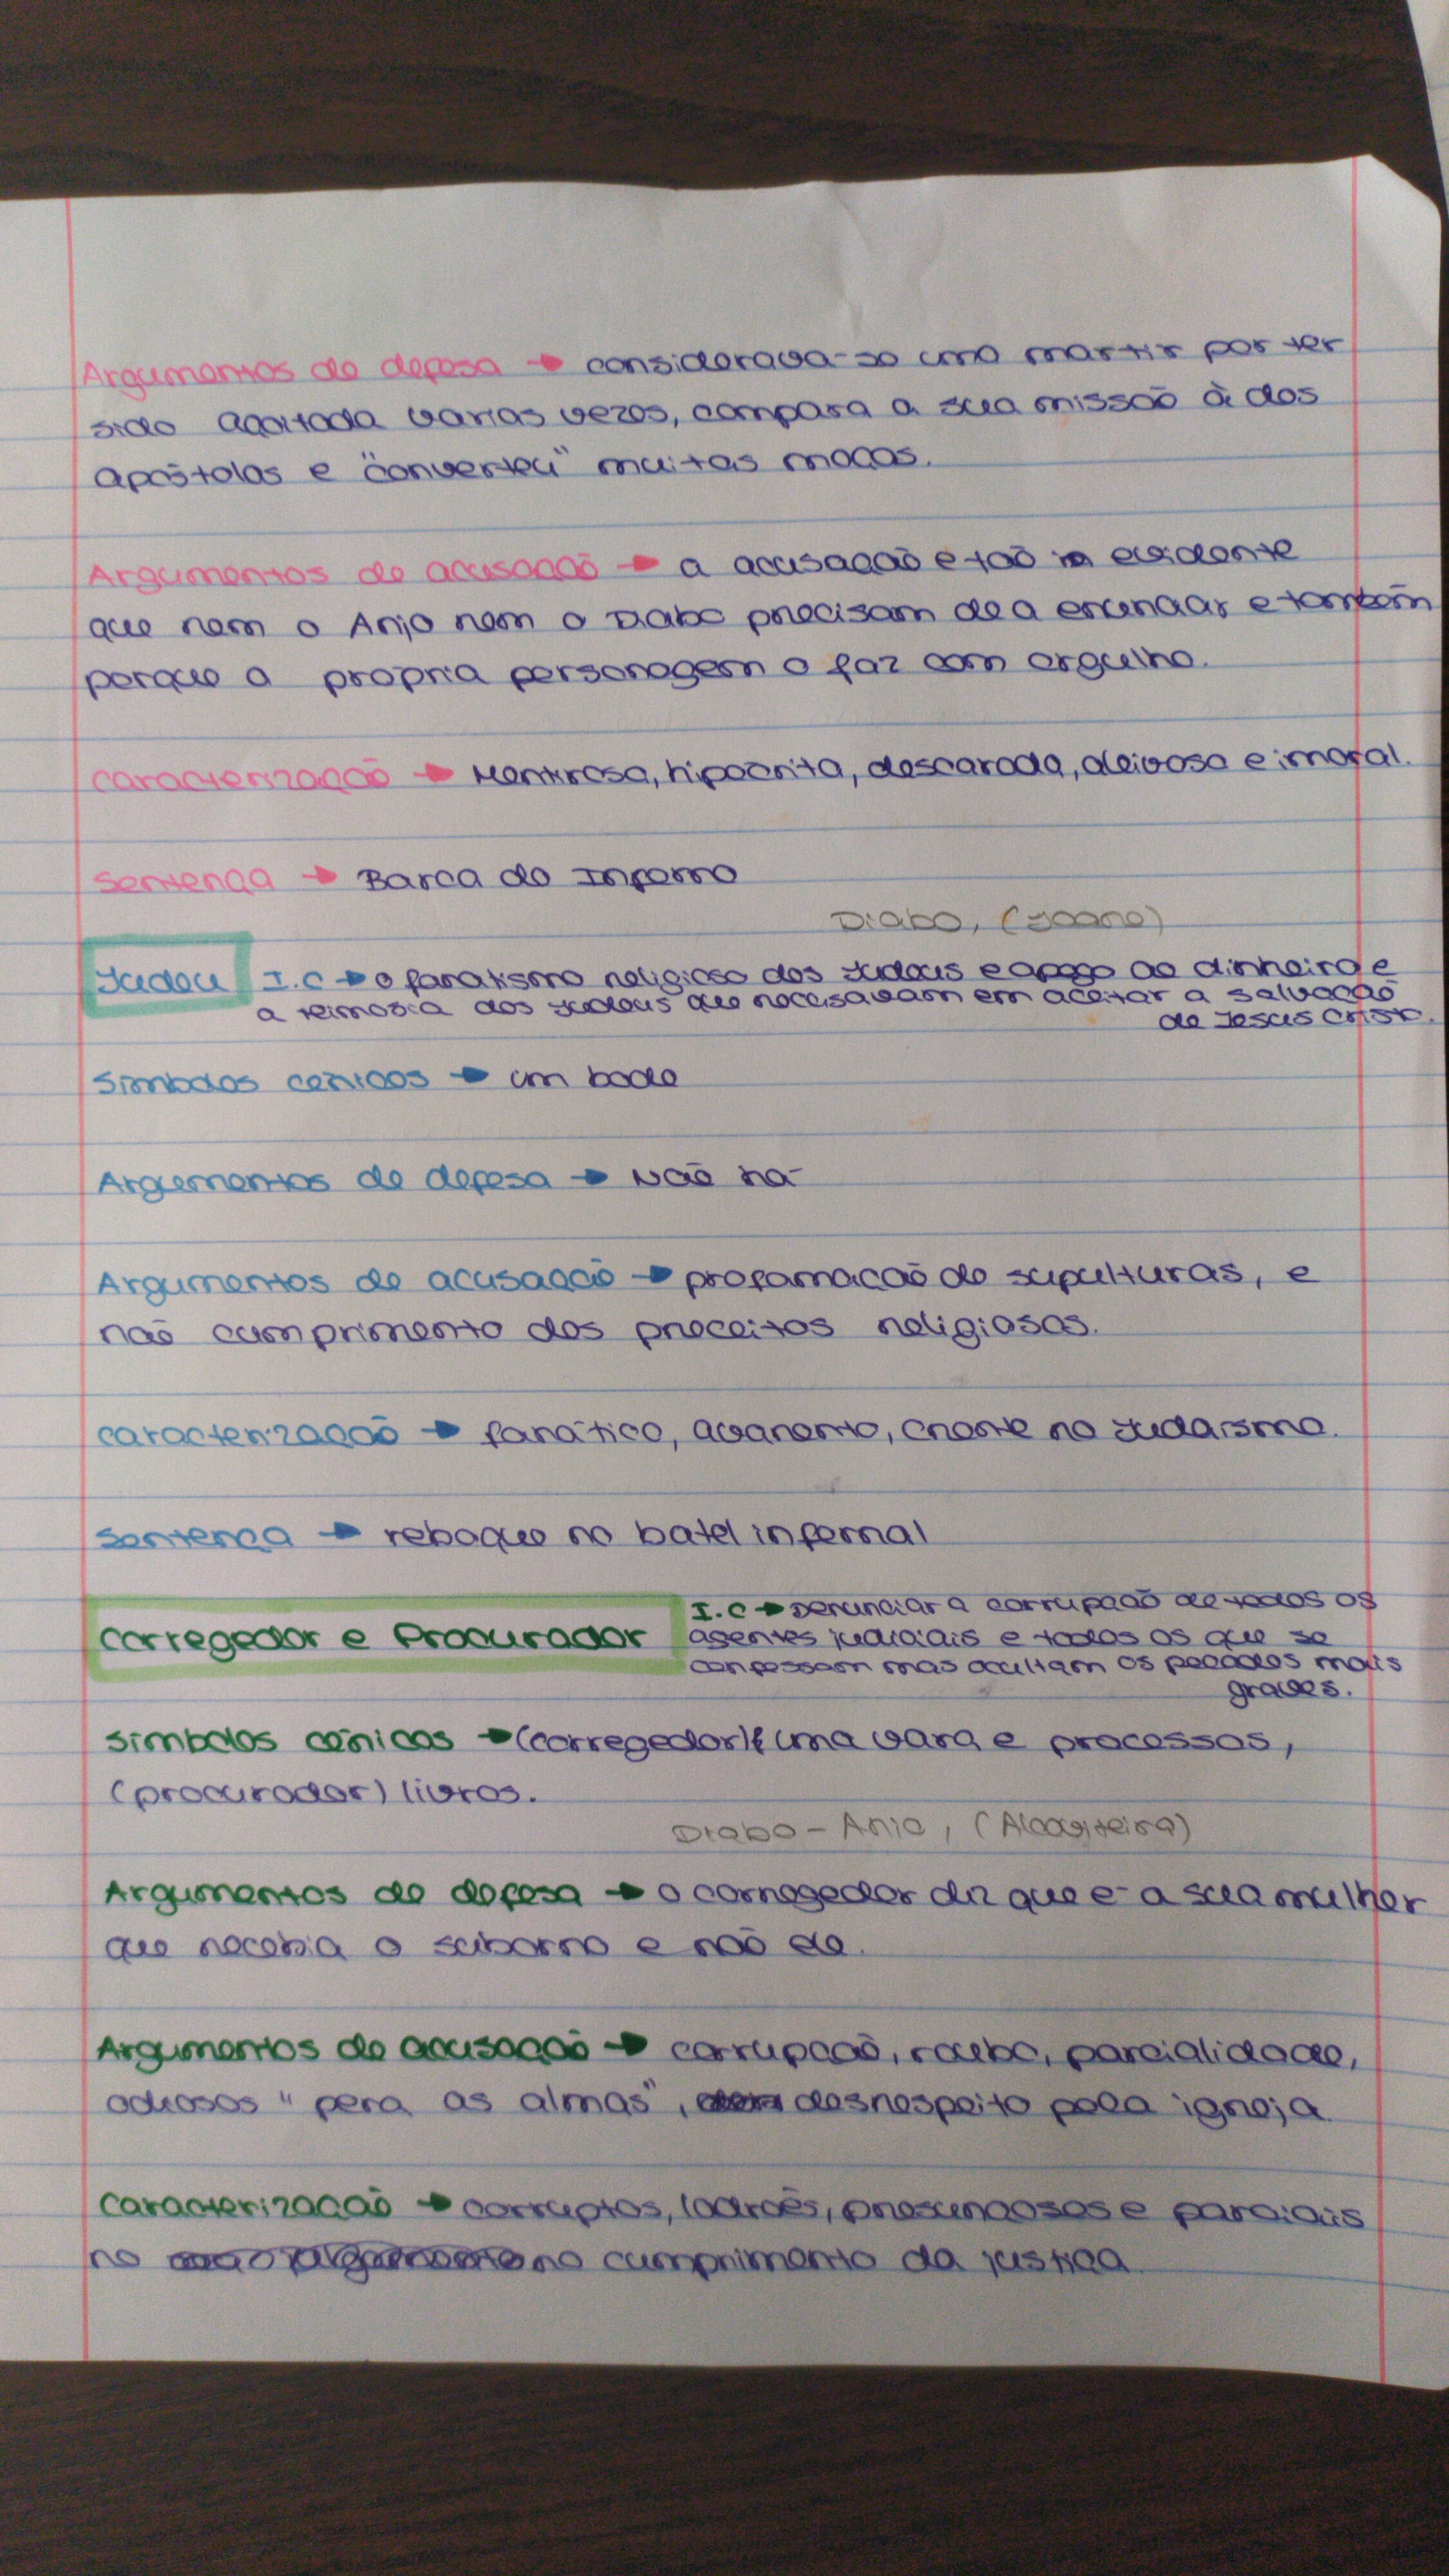 Argumentos de defesa → considerava-se uma martir por ter
sido açoitada varias vezes, compara a sua missão à dos
apóstolos e "converteu" muitas moças.
Argumentos de acusação → a acusação e tão evidente
que nem o Anjo nem o Diabo precisam de a enunciar e também
porque a própria personagem o faz com orgulho.
Caracterização → Mentirosa, hipócrita, descarada, aleivosa e imoral.
Sentença → Barca do Inferno
Diabo, (Joane)
Judeu I.C → o fanatismo religioso dos Judeus e apego ao dinheiro e
a teimosia dos Judeus que recusavam em aceitar a salvação
de Jesus Cristo.
Simbolos cénicos → um bode
Argumentos de defesa → Não há
Argumentos de acusação → profamação de supulturas, e
não cumprimento dos preceitos religiosos.
Caracterização → fanático, avarento, crente no Judaismo.
Sentença → reboque no batel infernal
Corregedor e Procurador I.C → Denunciar a corrupção de todos os
agentes judiciais e todos os que se
confessam mas ocultam os pecados mais
graves.
Simbolos cénicos → (corregedor) uma vara e processos,
(procurador) livros.
Diabo - Anjo, (Alcoviteira)
Argumentos de defesa → o corregedor diz que é a sua mulher
que recebia o suborno e não ele.
Argumentos de acusação → corrupção, roubo, parcialidade,
odiosos "pera as almas", desrespeito pela igreja.
Caracterização → corruptos, ladrões, presunçosos e parciais
no no cumprimento da justiça.